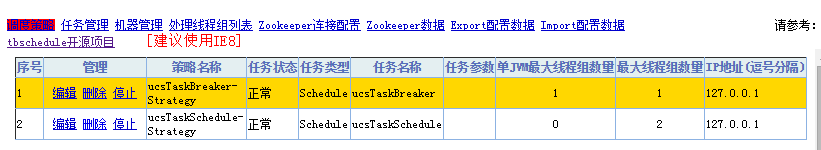 调度策略 任务管理 机器管理 处理线程组列表 Zookeeper连接配置 Zookeeper数据 Export配置数据 Import配置数据 请参考:
tbschedule开源项目 [建议使用IE8]
序号 管理 策略名称 任务状态 任务类型 任务名称 任务参数 单JVM最大线程组数量 最大线程组数量 IP地址(逗号分隔)
1 编辑 删除 停止 ucsTaskBreaker-Strategy 正常 Schedule ucsTaskBreaker 1 1 127.0.0.1
2 编辑 删除 停止 ucsTaskSchedule-Strategy 正常 Schedule ucsTaskSchedule 0 2 127.0.0.1